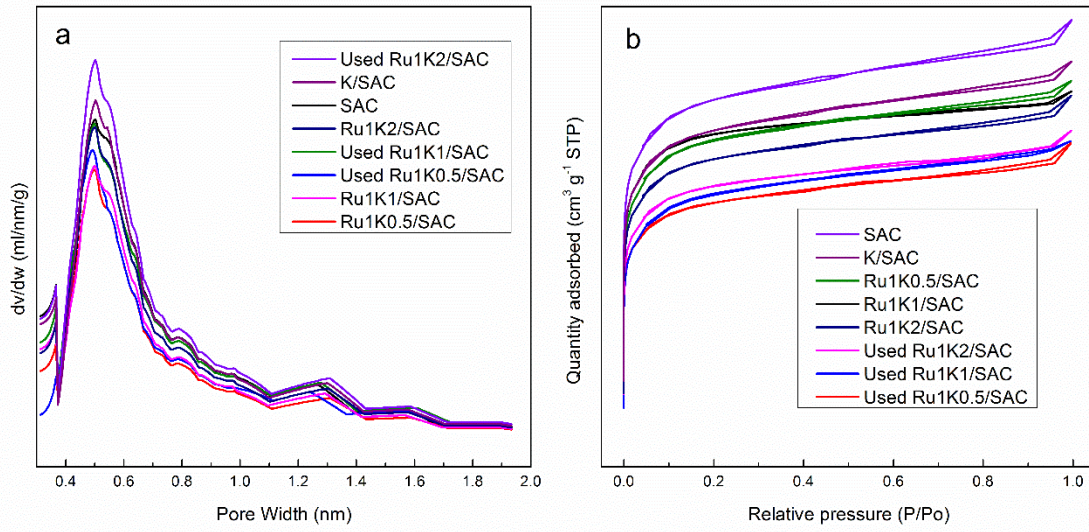 a
Used Ru1K2/SAC
K/SAC
SAC
Ru1K2/SAC
Used Ru1K1/SAC
Used Ru1K0.5/SAC
Ru1K1/SAC
Ru1K0.5/SAC
dv/dw (ml/nm/g)
0.4 0.6 0.8 1.0 1.2 1.4 1.6 1.8 2.0
Pore Width (nm)
b
SAC
K/SAC
Ru1K0.5/SAC
Ru1K1/SAC
Ru1K2/SAC
Used Ru1K2/SAC
Used Ru1K1/SAC
Used Ru1K0.5/SAC
Quantity adsorbed (cm³ g⁻¹ STP)
0.0 0.2 0.4 0.6 0.8 1.0
Relative pressure (P/Po)